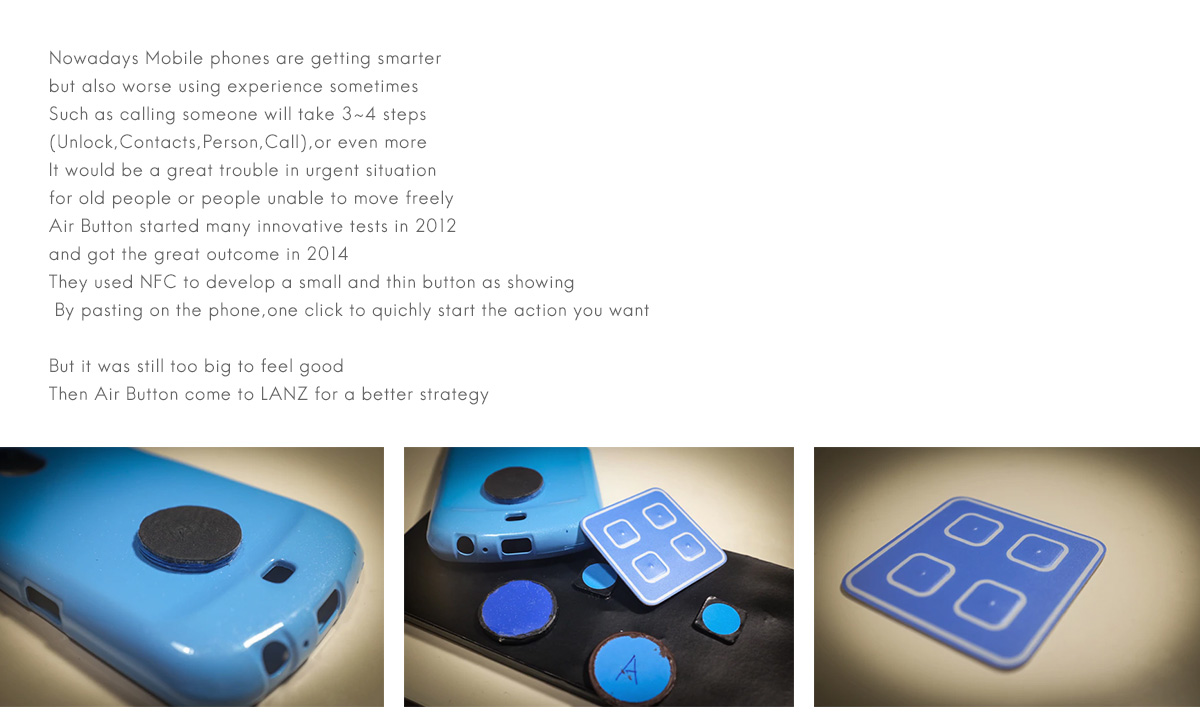 Nowadays Mobile phones are getting smarter
but also worse using experience sometimes
Such as calling someone will take 3~4 steps
(Unlock,Contacts,Person,Call),or even more
It would be a great trouble in urgent situation
for old people or people unable to move freely
Air Button started many innovative tests in 2012
and got the great outcome in 2014
They used NFC to develop a small and thin button as showing
By pasting on the phone,one click to quichly start the action you want
But it was still too big to feel good
Then Air Button come to LANZ for a better strategy
A